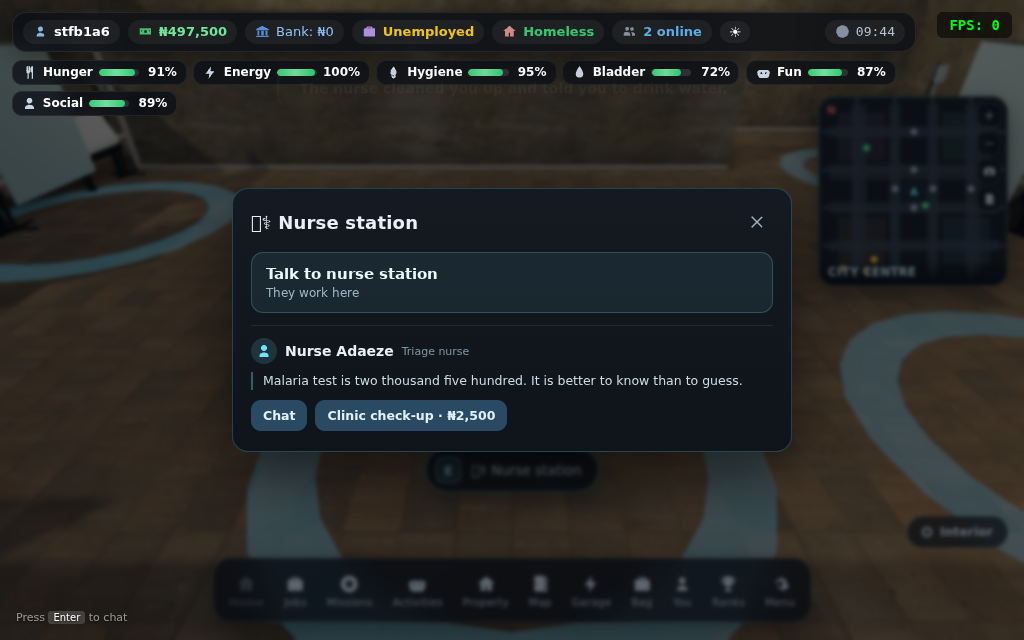 stfb1a6
₦497,500
Bank: ₦0
Unemployed
Homeless
2 online
09:44
FPS: 0
Hunger 91%
Energy 100%
Hygiene 95%
Bladder 72%
Fun 87%
Social 89%
The nurse cleaned you up and told you to drink water.
Nurse station
Talk to nurse station
They work here
Nurse Adaeze Triage nurse
Malaria test is two thousand five hundred. It is better to know than to guess.
Chat
Clinic check-up · ₦2,500
CITY CENTRE
E Nurse station
Interior
Home Jobs Missions Activities Property Map Garage Bag You Ranks Menu
Press Enter to chat